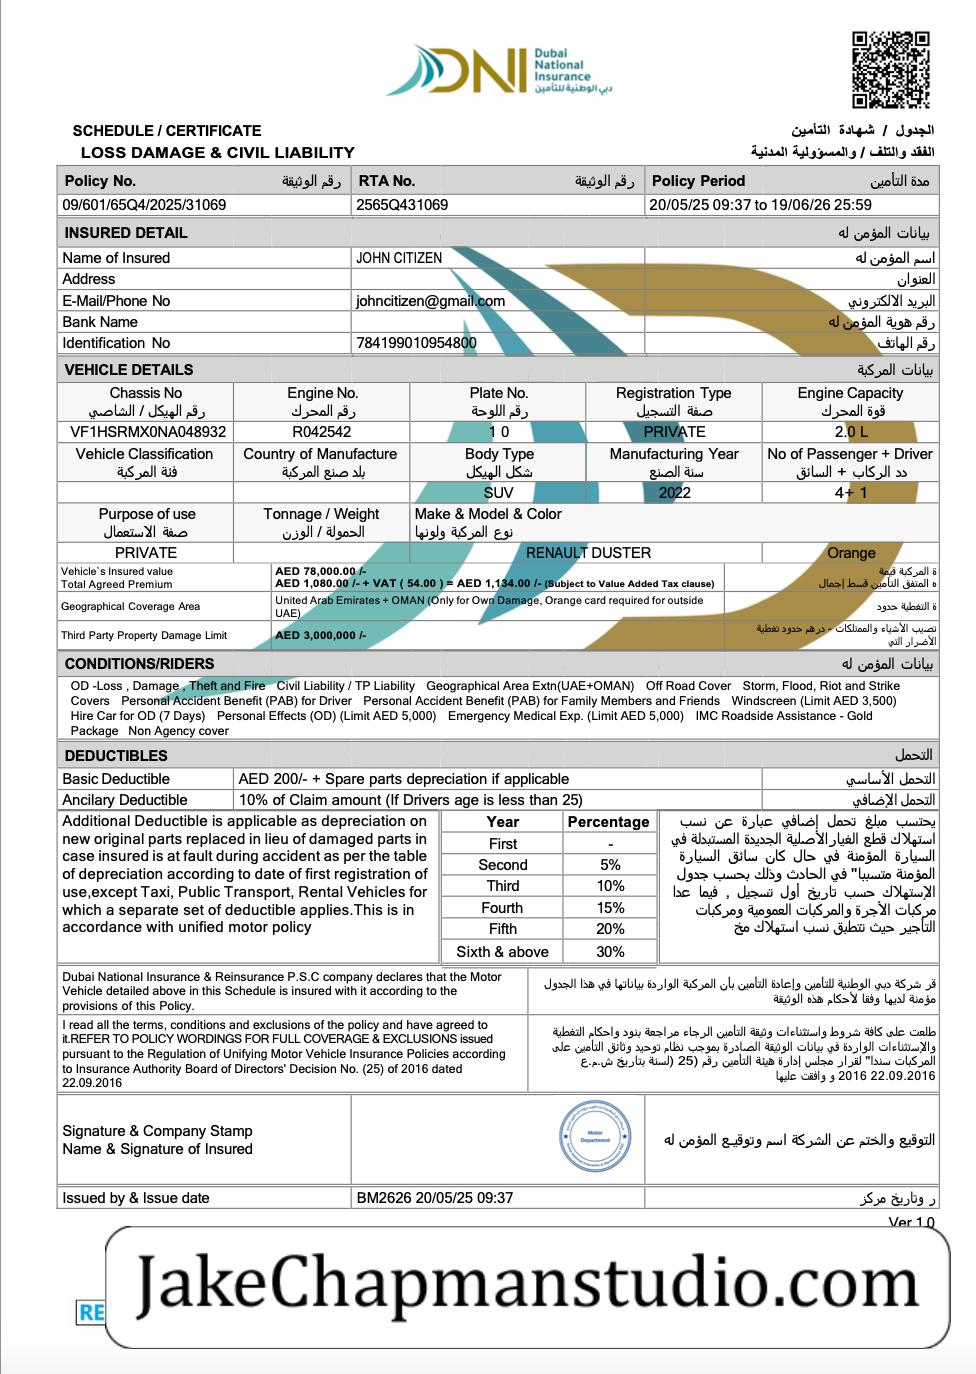 DNI
Dubai
National
Insurance
دبي الوطنية للتأمين
SCHEDULE / CERTIFICATE
الجدول / شهادة التأمين
LOSS DAMAGE & CIVIL LIABILITY
الفقد والتلف / والمسؤولية المدنية
Policy No. رقم الوثيقة RTA No. رقم الوثيقة Policy Period مدة التأمين
09/601/65Q4/2025/31069 2565Q431069 20/05/25 09:37 to 19/06/26 25:59
INSURED DETAIL بيانات المؤمن له
Name of Insured JOHN CITIZEN اسم المؤمن له
Address العنوان
E-Mail/Phone No johncitizen@gmail.com البريد الالكتروني
Bank Name رقم هوية المؤمن له
Identification No 784199010954800 رقم الهاتف
VEHICLE DETAILS بيانات المركبة
Chassis No Engine No. Plate No. Registration Type Engine Capacity
رقم الهيكل / الشاصي رقم المحرك رقم اللوحة صفة التسجيل قوة المحرك
VF1HSRMX0NA048932 R042542 1 0 PRIVATE 2.0 L
Vehicle Classification Country of Manufacture Body Type Manufacturing Year No of Passenger + Driver
فئة المركبة بلد صنع المركبة شكل الهيكل سنة الصنع دد الركاب + السائق
SUV 2022 4+ 1
Purpose of use Tonnage / Weight Make & Model & Color
صفة الاستعمال الحمولة / الوزن نوع المركبة ولونها
PRIVATE RENAULT DUSTER Orange
Vehicle`s Insured value AED 78,000.00 /- ة المركبة قيمة
Total Agreed Premium AED 1,080.00 /- + VAT ( 54.00 ) = AED 1,134.00 /- (Subject to Value Added Tax clause) ه المتفق التأمين قسط إجمال
Geographical Coverage Area United Arab Emirates + OMAN (Only for Own Damage, Orange card required for outside UAE) ة التغطية حدود
Third Party Property Damage Limit AED 3,000,000 /- تصيب الأشياء والممتلكات - درهم حدود تغطية
الأضرار التي
CONDITIONS/RIDERS بيانات المؤمن له
OD -Loss , Damage , Theft and Fire Civil Liability / TP Liability Geographical Area Extn(UAE+OMAN) Off Road Cover Storm, Flood, Riot and Strike
Covers Personal Accident Benefit (PAB) for Driver Personal Accident Benefit (PAB) for Family Members and Friends Windscreen (Limit AED 3,500)
Hire Car for OD (7 Days) Personal Effects (OD) (Limit AED 5,000) Emergency Medical Exp. (Limit AED 5,000) IMC Roadside Assistance - Gold
Package Non Agency cover
DEDUCTIBLES التحمل
Basic Deductible AED 200/- + Spare parts depreciation if applicable التحمل الأساسي
Ancilary Deductible 10% of Claim amount (If Drivers age is less than 25) التحمل الإضافي
Additional Deductible is applicable as depreciation on
new original parts replaced in lieu of damaged parts in
case insured is at fault during accident as per the table
of depreciation according to date of first registration of
use,except Taxi, Public Transport, Rental Vehicles for
which a separate set of deductible applies.This is in
accordance with unified motor policy
Year Percentage
First -
Second 5%
Third 10%
Fourth 15%
Fifth 20%
Sixth & above 30%
يحتسب مبلغ تحمل إضافي عبارة عن نسب
استهلاك قطع الغيارالأصلية الجديدة المستبدلة في
السيارة المؤمنة في حال كان سائق السيارة
المؤمنة متسببا" في الحادث وذلك بحسب جدول
الإستهلاك حسب تاريخ أول تسجيل , فيما عدا
مركبات الأجرة والمركبات العمومية ومركبات
التأجير حيث نتطبق نسب استهلاك مخ
Dubai National Insurance & Reinsurance P.S.C company declares that the Motor
Vehicle detailed above in this Schedule is insured with it according to the
provisions of this Policy.
قر شركة دبي الوطنية للتأمين وإعادة التأمين بأن المركبة الواردة بياناتها في هذا الجدول
مؤمنة لديها وفقا لأحكام هذه الوثيقة
I read all the terms, conditions and exclusions of the policy and have agreed to
it.REFER TO POLICY WORDINGS FOR FULL COVERAGE & EXCLUSIONS issued
pursuant to the Regulation of Unifying Motor Vehicle Insurance Policies according
to Insurance Authority Board of Directors' Decision No. (25) of 2016 dated
22.09.2016
طلعت على كافة شروط واستثناءات وثيقة التأمين الرجاء مراجعة بنود واحكام التغطية
والإستثناءات الواردة في بيانات الوثيقة الصادرة بموجب نظام توحيد وثائق التأمين على
المركبات سندا" لقرار مجلس إدارة هيئة التأمين رقم (25) لسنة بتاريخ ش.م.ع
2016 22.09.2016 و وافقت عليها
Signature & Company Stamp
Name & Signature of Insured
Motor
Department
التوقيع والختم عن الشركة اسم وتوقيع المؤمن له
Issued by & Issue date BM2626 20/05/25 09:37 ر وتاريخ مركز
Ver 1.0
RE
JakeChapmanstudio.com